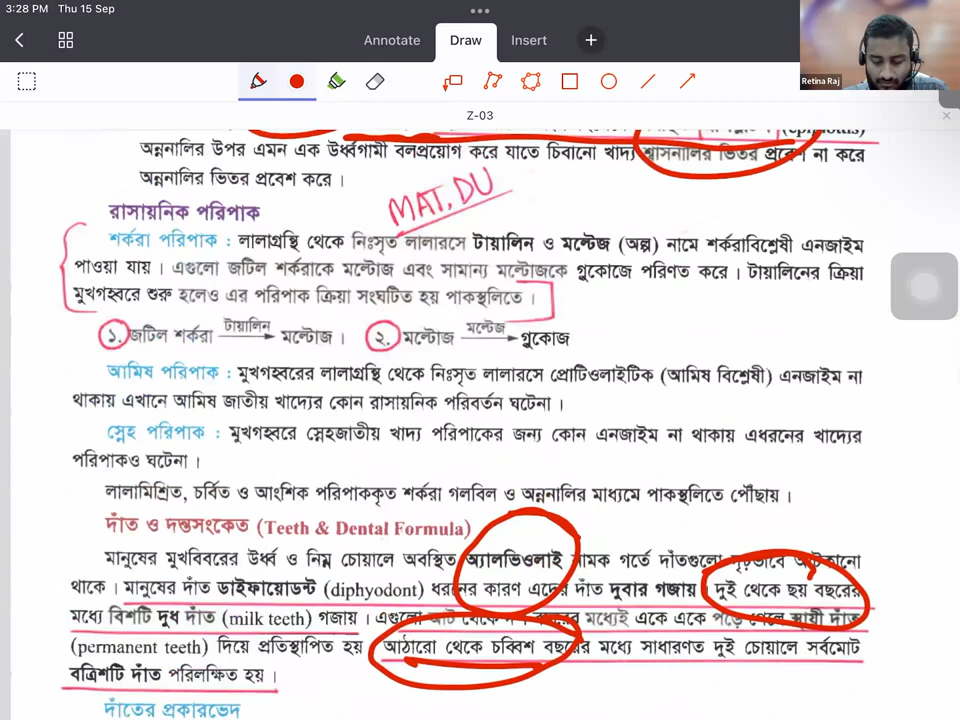 3:28 PM Thu 15 Sep
Annotate Draw Insert
Retina Raj
Z-03
অন্ননালির উপর এমন এক উর্ধ্বগামী বলপ্রয়োগ করে যাতে চিবানো খাদ্য শ্বাসনালির ভিতর প্রবেশ না করে
অন্ননালির ভিতর প্রবেশ করে।
MAT, DU
রাসায়নিক পরিপাক
শর্করা পরিপাক : লালাগ্রন্থি থেকে নিঃসৃত লালারসে টায়ালিন ও মল্টেজ (অল্প) নামে শর্করাবিশ্লেষী এনজাইম
পাওয়া যায়। এগুলো জটিল শর্করাকে মল্টোজ এবং সামান্য মল্টোজকে গ্লুকোজে পরিণত করে। টায়ালিনের ক্রিয়া
মুখগহ্বরে শুরু হলেও এর পরিপাক ক্রিয়া সংঘটিত হয় পাকস্থলিতে।
১. জটিল শর্করা টায়ালিন → মল্টোজ। ২. মল্টোজ মল্টেজ → গ্লুকোজ
আমিষ পরিপাক : মুখগহ্বরের লালাগ্রন্থি থেকে নিঃসৃত লালারসে প্রোটিওলাইটিক (আমিষ বিশ্লেষী) এনজাইম না
থাকায় এখানে আমিষ জাতীয় খাদ্যের কোন রাসায়নিক পরিবর্তন ঘটেনা।
স্নেহ পরিপাক : মুখগহ্বরে স্নেহজাতীয় খাদ্য পরিপাকের জন্য কোন এনজাইম না থাকায় এধরনের খাদ্যের
পরিপাকও ঘটেনা।
লালামিশ্রিত, চর্বিত ও আংশিক পরিপাককৃত শর্করা গলবিল ও অন্ননালির মাধ্যমে পাকস্থলিতে পৌঁছায়।
দাঁত ও দন্তসংকেত (Teeth & Dental Formula)
মানুষের মুখবিবরের উর্ধ্ব ও নিম্ন চোয়ালে অবস্থিত অ্যালভিওলাই নামক গর্তে দাঁতগুলো দৃঢ়ভাবে আটকানো
থাকে। মানুষের দাঁত ডাইফায়োডন্ট (diphyodont) ধরনের কারণ এদের দাঁত দুবার গজায়। দুই থেকে ছয় বছরের
মধ্যে বিশটি দুধ দাঁত (milk teeth) গজায়। এগুলো মধ্যেই একে একে পড়ে গেলে স্থায়ী দাঁত
(permanent teeth) দিয়ে প্রতিস্থাপিত হয় আঠারো থেকে চব্বিশ বছরের মধ্যে সাধারণত দুই চোয়ালে সর্বমোট
বত্রিশটি দাঁত পরিলক্ষিত হয়।
দাঁতের প্রকারভেদ